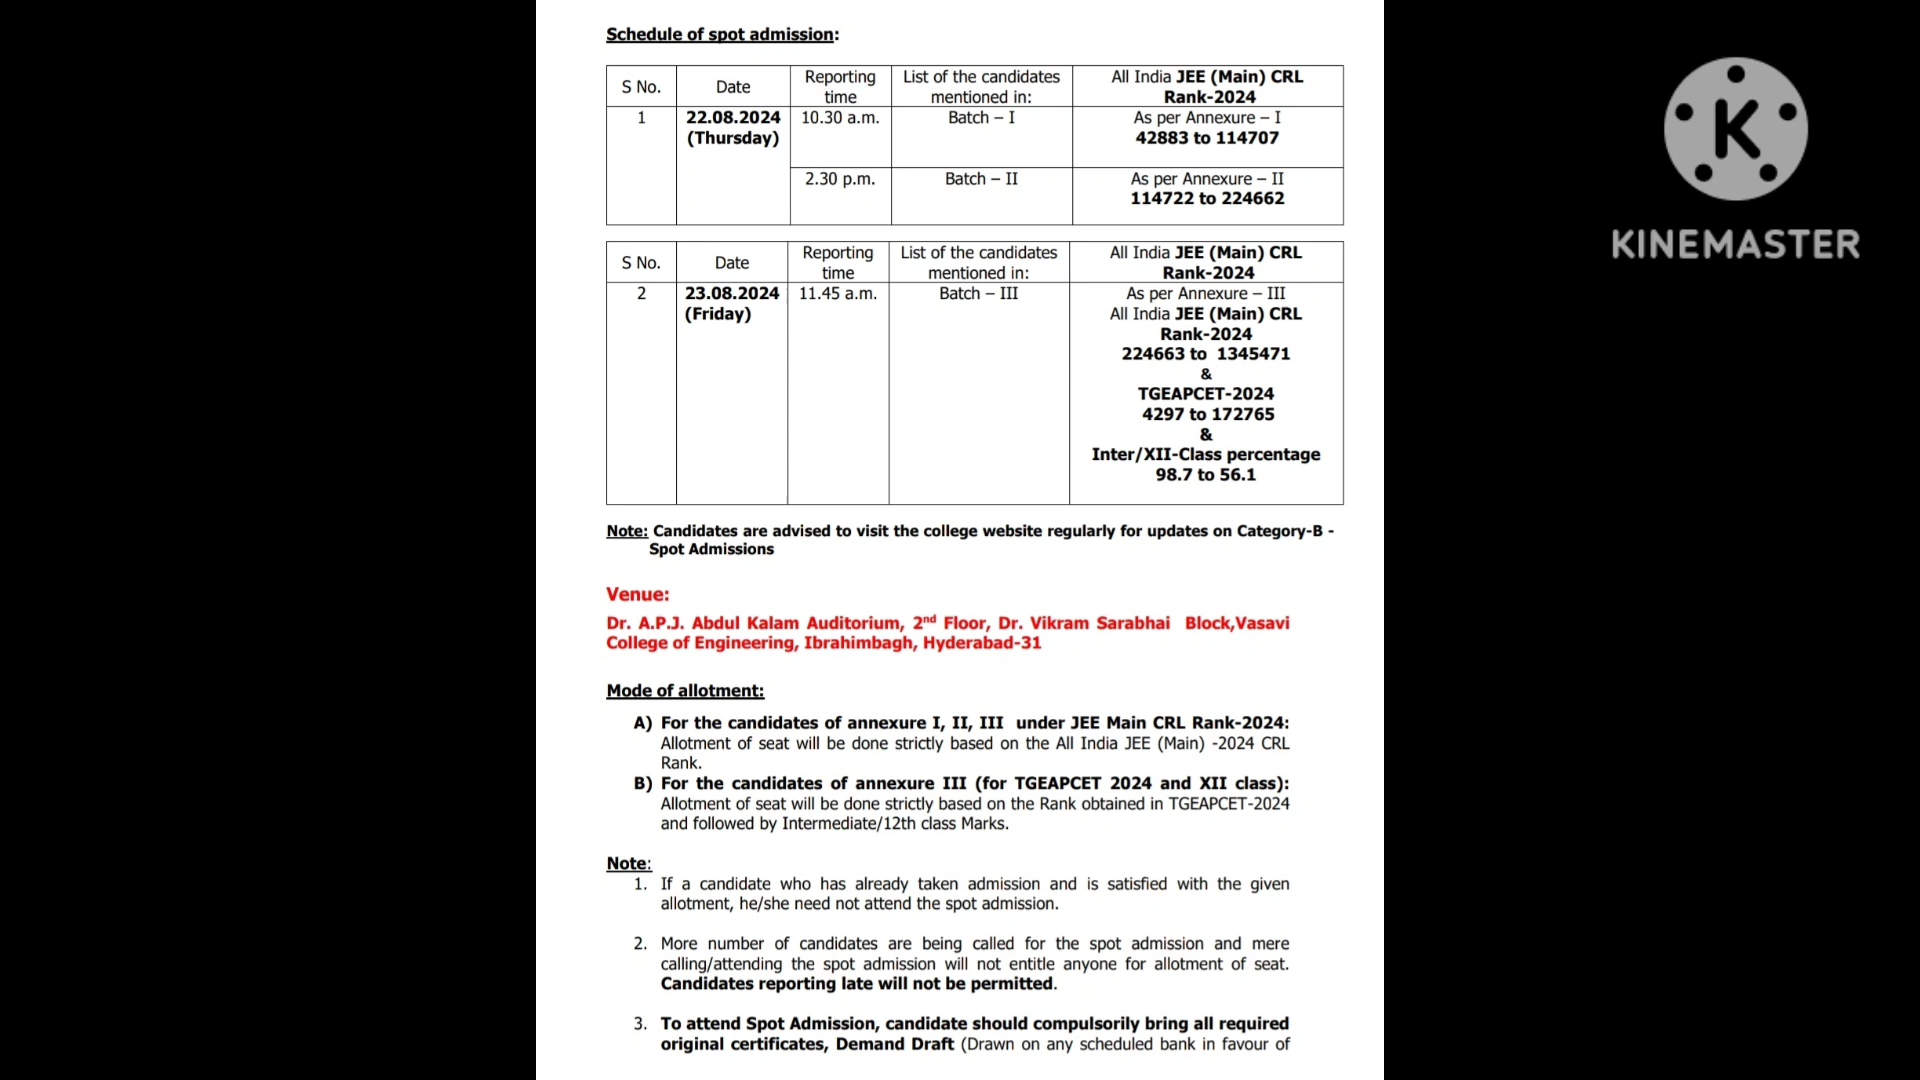 Schedule of spot admission:
S No.
Date
Reporting
time
List of the candidates
mentioned in:
All India JEE (Main) CRL
Rank-2024
1
22.08.2024
(Thursday)
10.30 a.m.
Batch – I
As per Annexure – I
42883 to 114707
2.30 p.m.
Batch – II
As per Annexure – II
114722 to 224662
S No.
Date
Reporting
time
List of the candidates
mentioned in:
All India JEE (Main) CRL
Rank-2024
2
23.08.2024
(Friday)
11.45 a.m.
Batch – III
As per Annexure – III
All India JEE (Main) CRL
Rank-2024
224663 to 1345471
&
TGEAPCET-2024
4297 to 172765
&
Inter/XII-Class percentage
98.7 to 56.1
Note: Candidates are advised to visit the college website regularly for updates on Category-B -
Spot Admissions
Venue:
Dr. A.P.J. Abdul Kalam Auditorium, 2nd Floor, Dr. Vikram Sarabhai Block,Vasavi
College of Engineering, Ibrahimbagh, Hyderabad-31
Mode of allotment:
A) For the candidates of annexure I, II, III under JEE Main CRL Rank-2024:
Allotment of seat will be done strictly based on the All India JEE (Main) -2024 CRL
Rank.
B) For the candidates of annexure III (for TGEAPCET 2024 and XII class):
Allotment of seat will be done strictly based on the Rank obtained in TGEAPCET-2024
and followed by Intermediate/12th class Marks.
Note:
1. If a candidate who has already taken admission and is satisfied with the given
allotment, he/she need not attend the spot admission.
2. More number of candidates are being called for the spot admission and mere
calling/attending the spot admission will not entitle anyone for allotment of seat.
Candidates reporting late will not be permitted.
3. To attend Spot Admission, candidate should compulsorily bring all required
original certificates, Demand Draft (Drawn on any scheduled bank in favour of
K
KINEMASTER